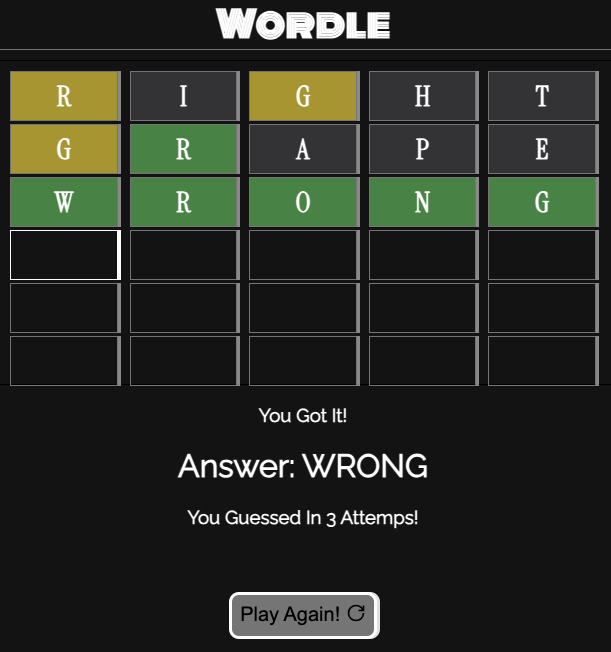 WORDLE
R I G H T
G R A P E
W R O N G
You Got It!
Answer: WRONG
You Guessed In 3 Attemps!
Play Again!